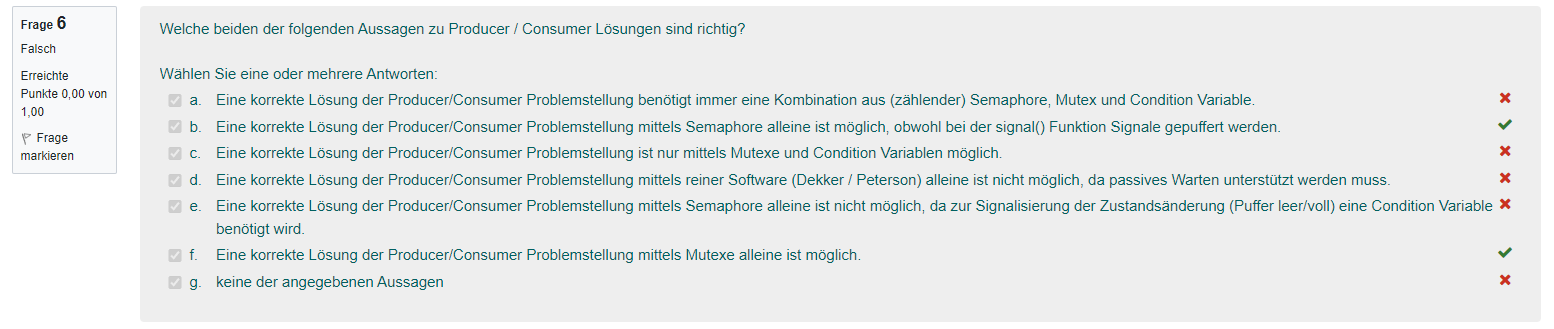 Frage 6
Falsch
Erreichte
Punkte 0,00 von
1,00
Frage
markieren
Welche beiden der folgenden Aussagen zu Producer / Consumer Lösungen sind richtig?
Wählen Sie eine oder mehrere Antworten:
a. Eine korrekte Lösung der Producer/Consumer Problemstellung benötigt immer eine Kombination aus (zählender) Semaphore, Mutex und Condition Variable.
b. Eine korrekte Lösung der Producer/Consumer Problemstellung mittels Semaphore alleine ist möglich, obwohl bei der signal() Funktion Signale gepuffert werden.
c. Eine korrekte Lösung der Producer/Consumer Problemstellung ist nur mittels Mutexe und Condition Variablen möglich.
d. Eine korrekte Lösung der Producer/Consumer Problemstellung mittels reiner Software (Dekker / Peterson) alleine ist nicht möglich, da passives Warten unterstützt werden muss.
e. Eine korrekte Lösung der Producer/Consumer Problemstellung mittels Semaphore alleine ist nicht möglich, da zur Signalisierung der Zustandsänderung (Puffer leer/voll) eine Condition Variable
benötigt wird.
f. Eine korrekte Lösung der Producer/Consumer Problemstellung mittels Mutexe alleine ist möglich.
g. keine der angegebenen Aussagen